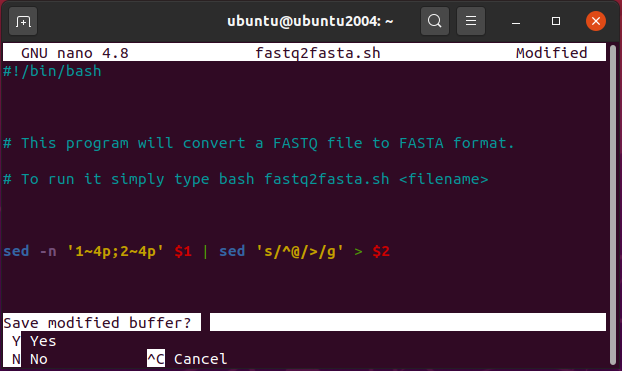 ubuntu@ubuntu2004: ~
GNU nano 4.8 fastq2fasta.sh Modified
#!/bin/bash
# This program will convert a FASTQ file to FASTA format.
# To run it simply type bash fastq2fasta.sh <filename>
sed -n '1~4p;2~4p' $1 | sed 's/^@/>/g' > $2
Save modified buffer?
Y Yes
N No ^C Cancel